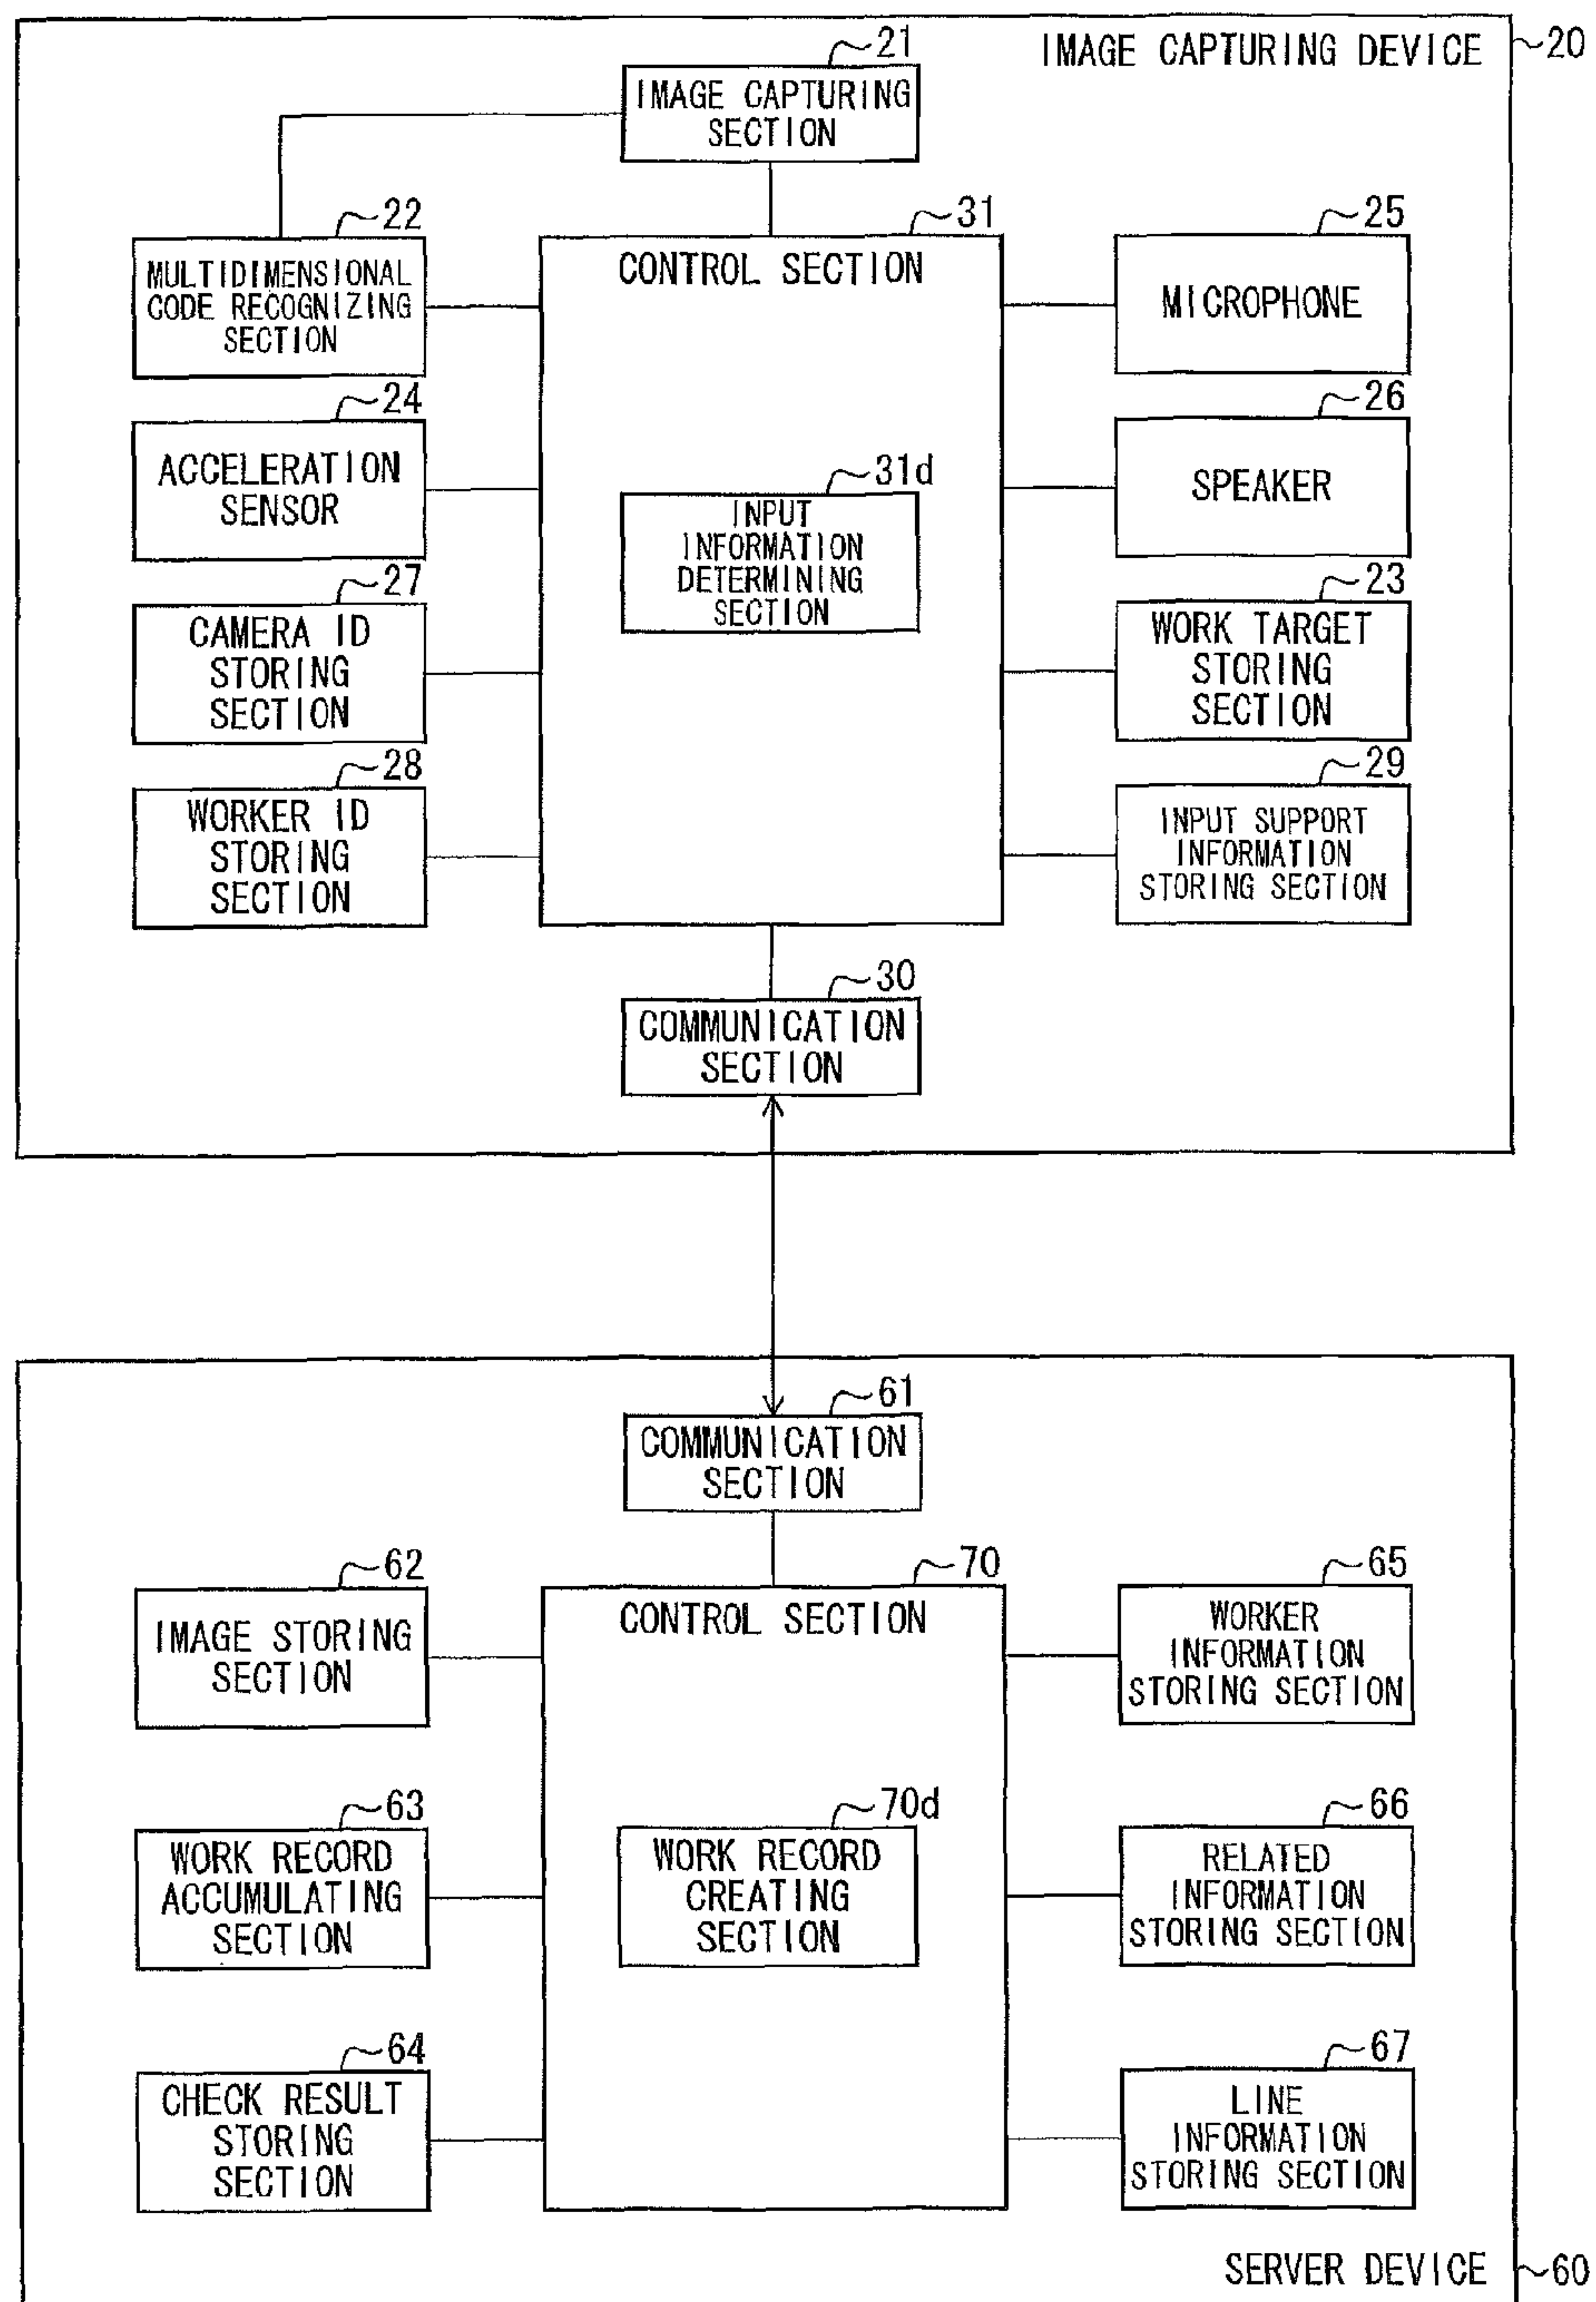 IMAGE CAPTURING DEVICE
20
21
IMAGE CAPTURING
SECTION
22
MULTIDIMENSIONAL
CODE RECOGNIZING
SECTION
31
CONTROL SECTION
25
MICROPHONE
24
ACCELERATION
SENSOR
31d
INPUT
INFORMATION
DETERMINING
SECTION
26
SPEAKER
27
CAMERA ID
STORING
SECTION
23
WORK TARGET
STORING
SECTION
28
WORKER ID
STORING
SECTION
29
INPUT SUPPORT
INFORMATION
STORING SECTION
30
COMMUNICATION
SECTION
61
COMMUNICATION
SECTION
62
IMAGE STORING
SECTION
70
CONTROL SECTION
65
WORKER
INFORMATION
STORING SECTION
63
WORK RECORD
ACCUMULATING
SECTION
70d
WORK RECORD
CREATING
SECTION
66
RELATED
INFORMATION
STORING SECTION
64
CHECK RESULT
STORING
SECTION
67
LINE
INFORMATION
STORING SECTION
SERVER DEVICE
60